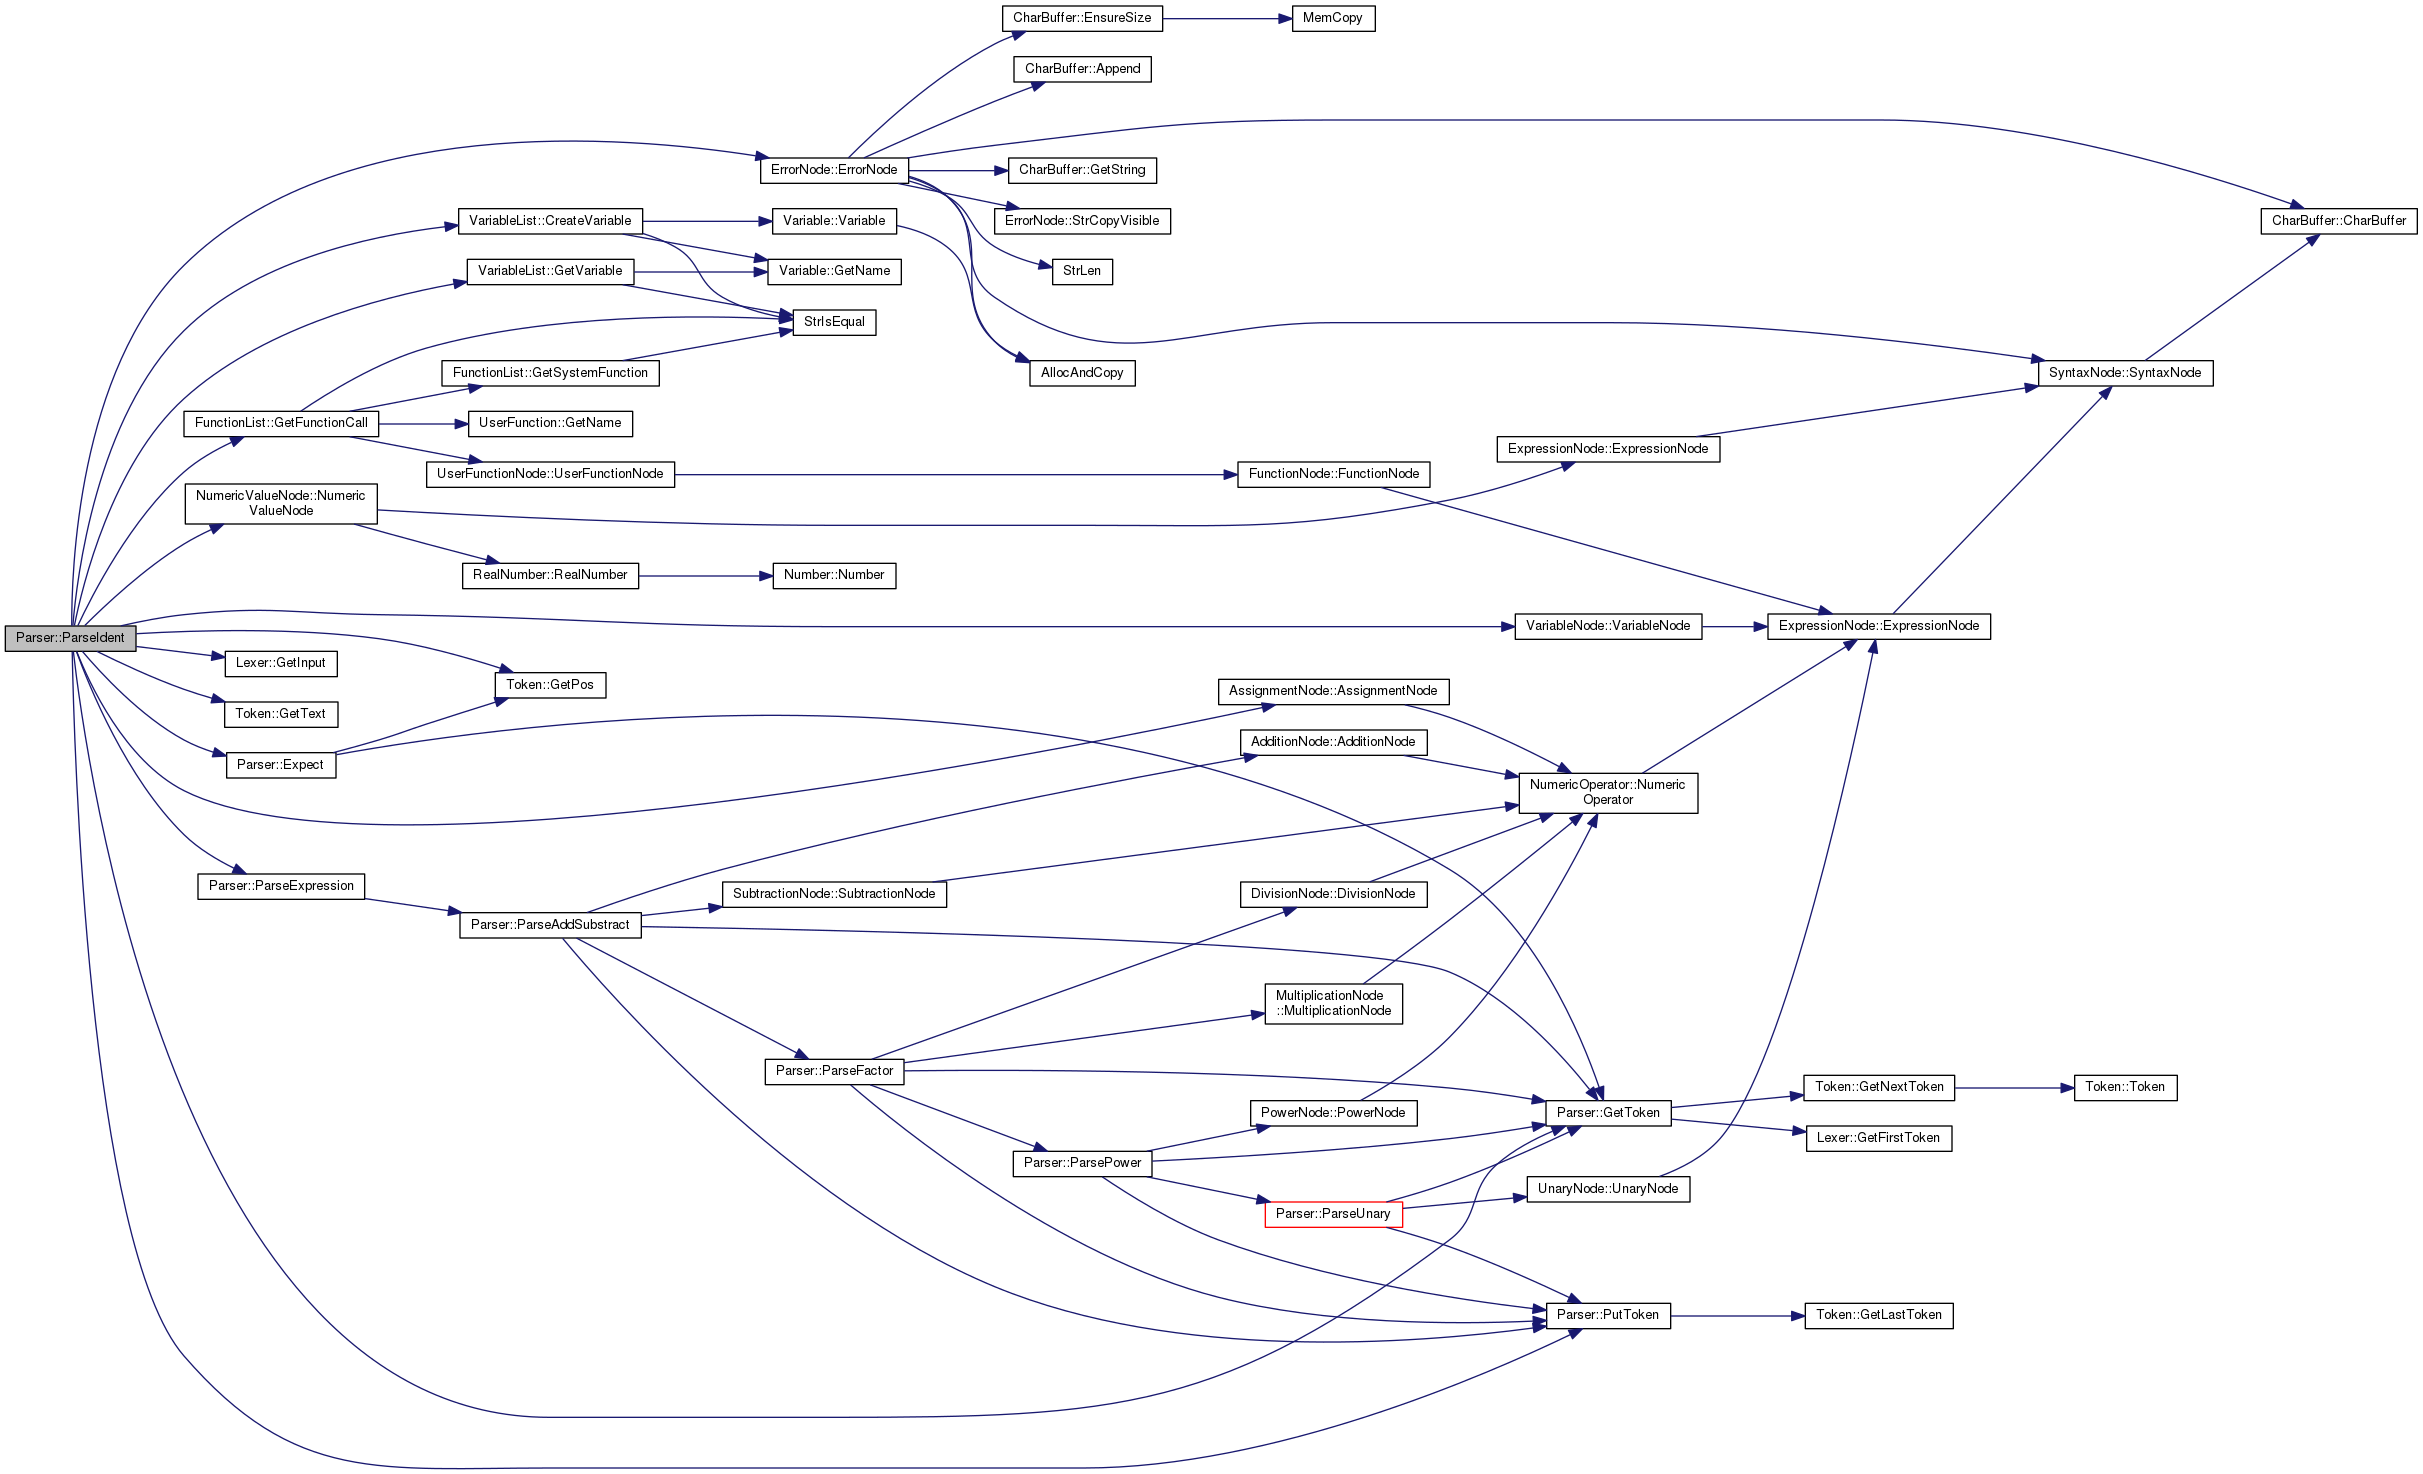 CharBuffer::EnsureSize
MemCopy
CharBuffer::Append
ErrorNode::ErrorNode
CharBuffer::GetString
VariableList::CreateVariable
Variable::Variable
ErrorNode::StrCopyVisible
CharBuffer::CharBuffer
VariableList::GetVariable
Variable::GetName
StrLen
StrIsEqual
FunctionList::GetSystemFunction
AllocAndCopy
SyntaxNode::SyntaxNode
FunctionList::GetFunctionCall
UserFunction::GetName
ExpressionNode::ExpressionNode
UserFunctionNode::UserFunctionNode
FunctionNode::FunctionNode
NumericValueNode::Numeric
ValueNode
RealNumber::RealNumber
Number::Number
Parser::ParseIdent
VariableNode::VariableNode
ExpressionNode::ExpressionNode
Lexer::GetInput
Token::GetPos
AssignmentNode::AssignmentNode
Token::GetText
AdditionNode::AdditionNode
Parser::Expect
NumericOperator::Numeric
Operator
Parser::ParseExpression
SubtractionNode::SubtractionNode
DivisionNode::DivisionNode
Parser::ParseAddSubstract
MultiplicationNode
::MultiplicationNode
Parser::ParseFactor
Token::GetNextToken
Token::Token
PowerNode::PowerNode
Parser::GetToken
Lexer::GetFirstToken
Parser::ParsePower
UnaryNode::UnaryNode
Parser::ParseUnary
Parser::PutToken
Token::GetLastToken